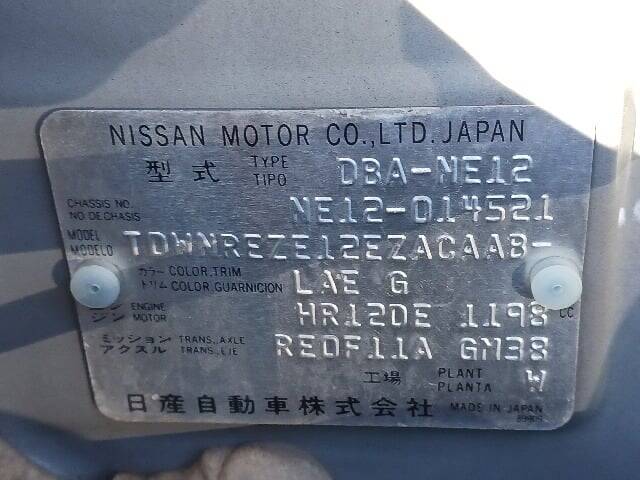 NISSAN MOTOR CO.,LTD. JAPAN
型式 TYPE TIPO DBA-NE12
CHASSIS NO. NO. DE CHASIS NE12-014521
MODEL MODELO TDWNREZE12EZACAAB-
カラー COLOR, TRIM
トリム COLOR GUARNICION LAE G
ジン ENGINE MOTOR HR12DE 1198 CC
ミッション TRANS. AXLE
アクスル TRANS. EJE RE0F11A GM38
工場 PLANT PLANTA W
日産自動車株式会社 MADE IN JAPAN